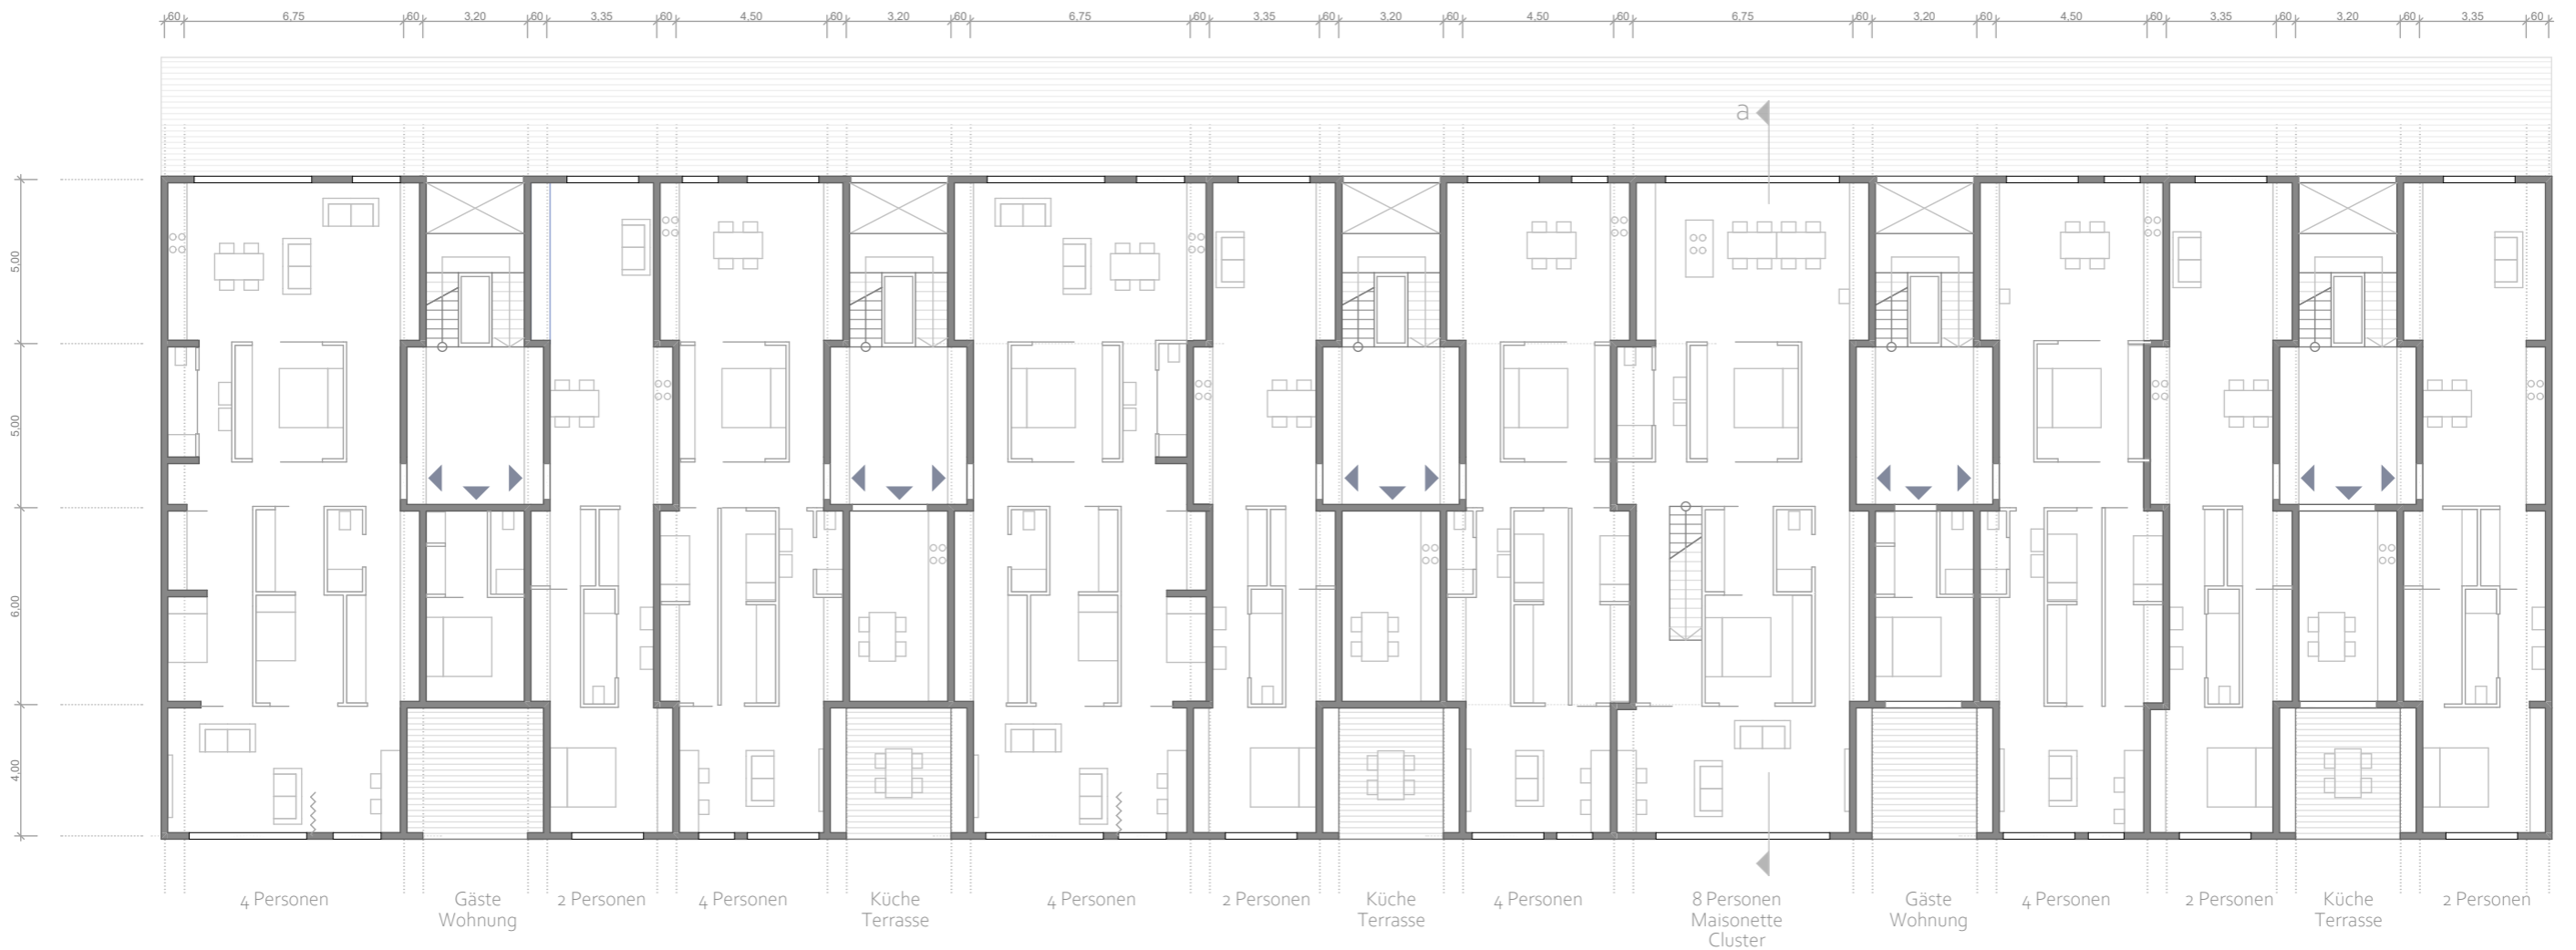 60 6,75 60 3,20 60 3,35 60 4,50 60 3,20 60 6,75 60 3,35 60 3,20 60 4,50 60 6,75 60 3,20 60 4,50 60 3,35 60 3,20 60 3,35 60
a
5,00
5,00
6,00
4,00
4 Personen
Gäste
Wohnung
2 Personen
4 Personen
Küche
Terrasse
4 Personen
2 Personen
Küche
Terrasse
4 Personen
8 Personen
Maisonette
Cluster
Gäste
Wohnung
4 Personen
2 Personen
Küche
Terrasse
2 Personen